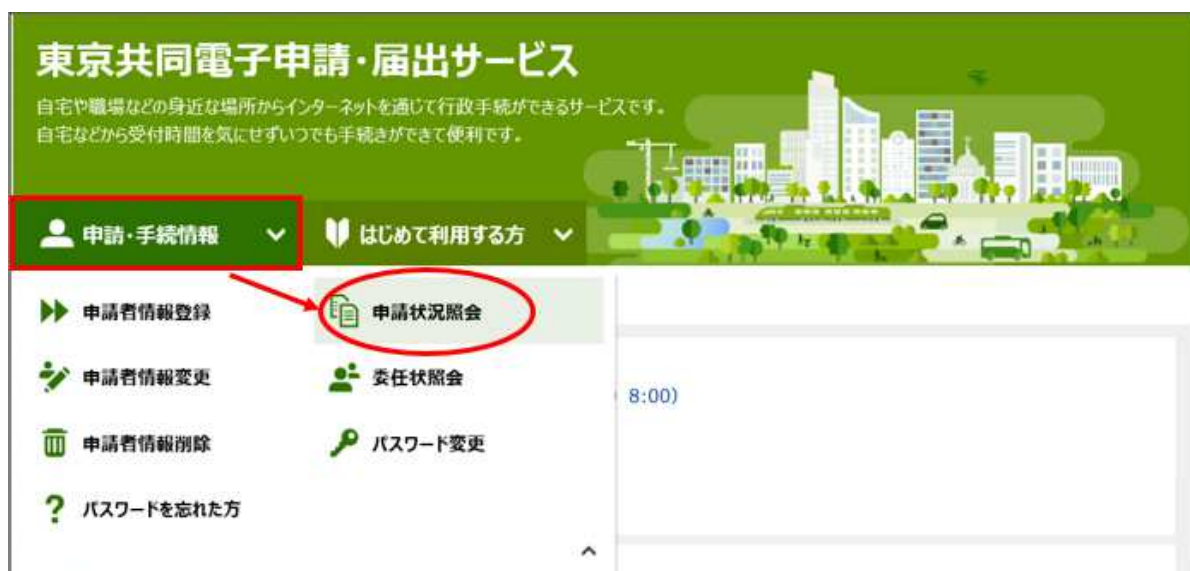 東京共同電子申請・届出サービス
自宅や職場などの身近な場所からインターネットを通じて行政手続ができるサービスです。
自宅などから受付時間を気にせずいつでも手続きができて便利です。
申請・手続情報
はじめて利用する方
申請者情報登録
申請状況照会
申請者情報変更
委任状照会
8:00)
申請者情報削除
パスワード変更
パスワードを忘れた方